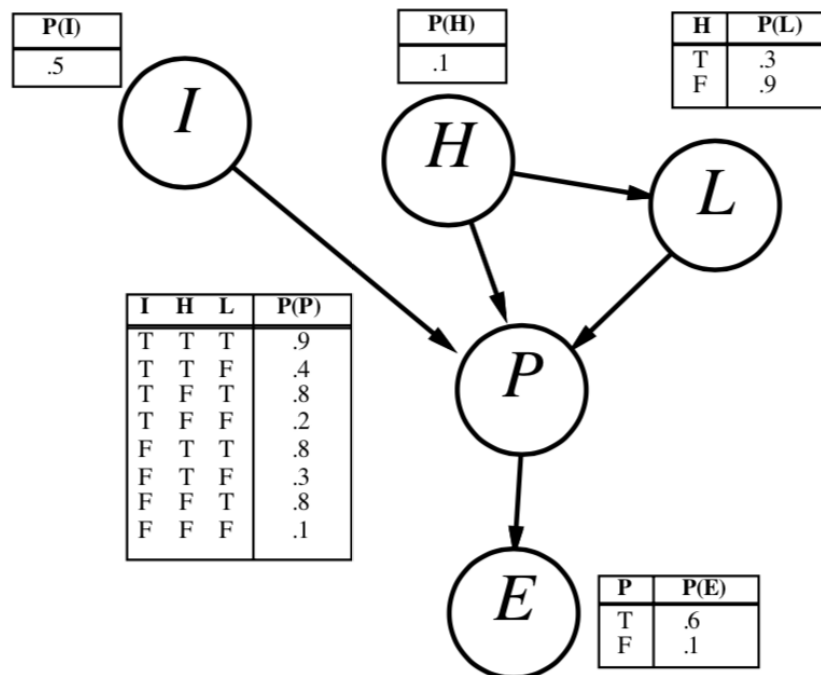 P(I)
.5
P(H)
.1
H P(L)
T .3
F .9
I
H
L
I H L P(P)
T T T .9
T T F .4
T F T .8
T F F .2
F T T .8
F T F .3
F F T .8
F F F .1
P
E
P P(E)
T .6
F .1